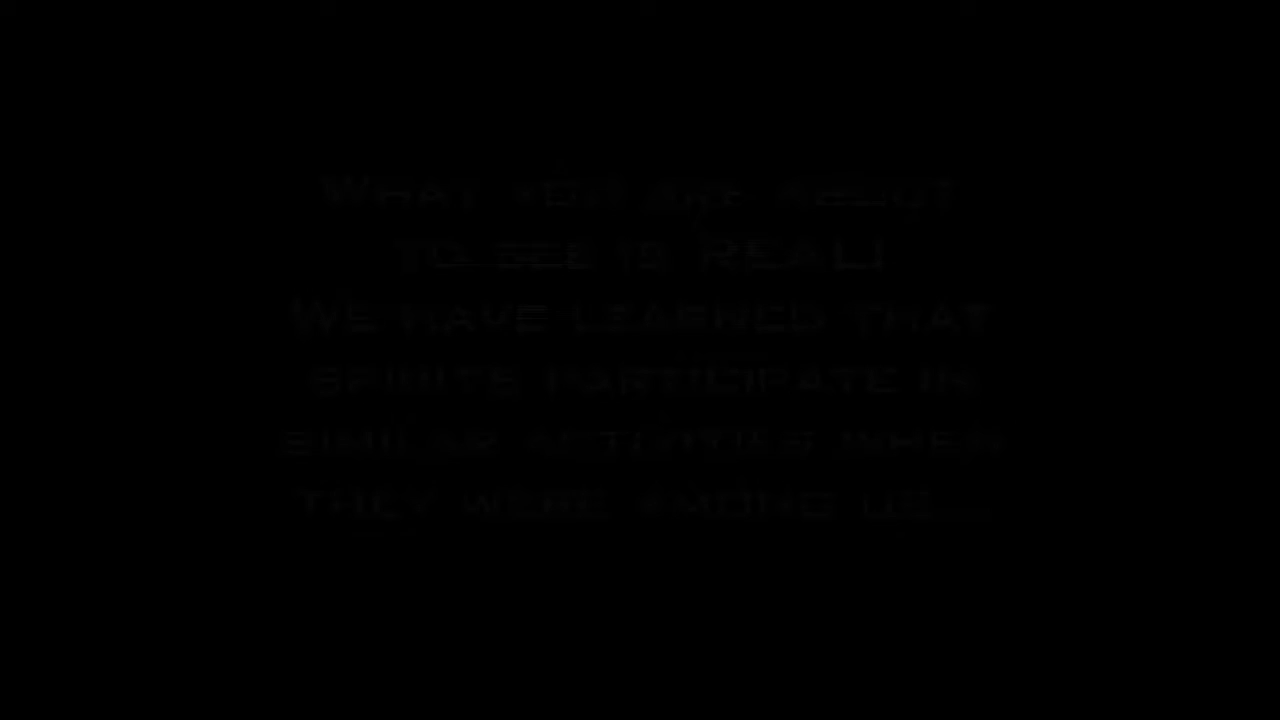 What you are about
to see is REAL!
We have learned that
spirits participate in
similar activities when
they were among us...